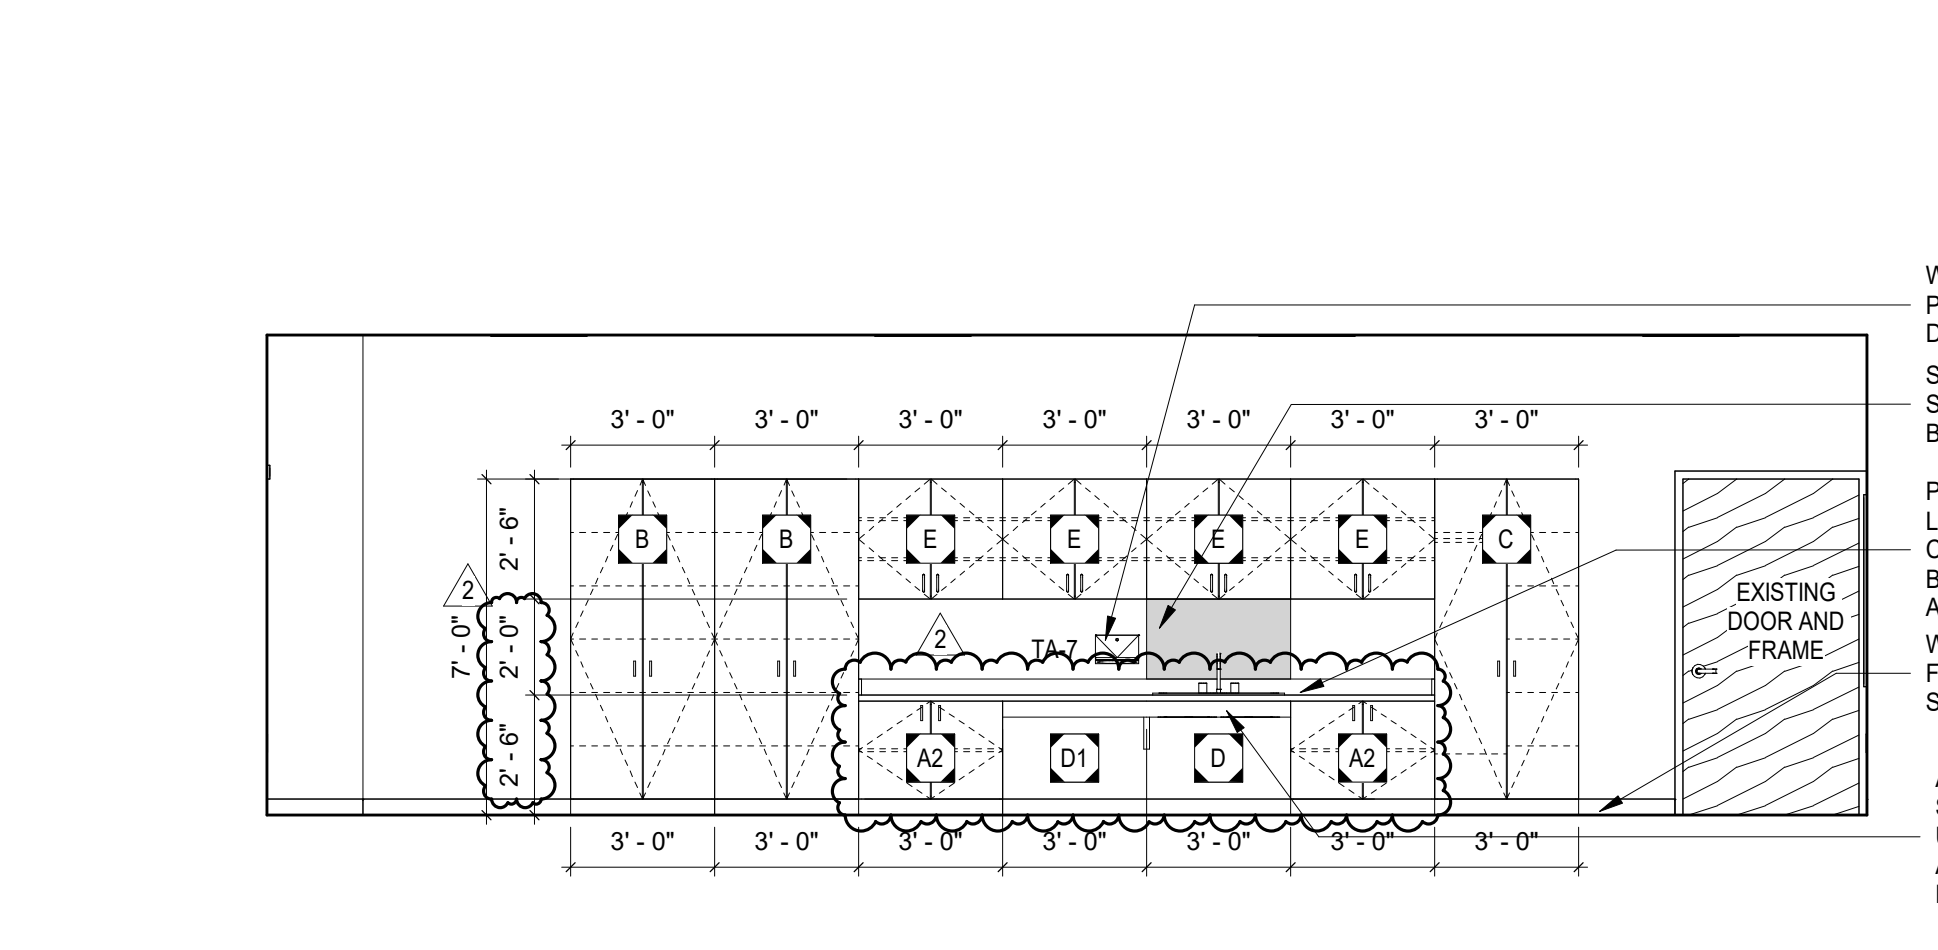 W
P
D
S
S
B
3' - 0" 3' - 0" 3' - 0" 3' - 0" 3' - 0" 3' - 0" 3' - 0"
P
L
C
B
A
2' - 6"
B B E E E E C
2
7' - 0"
2' - 0"
2
TA-7
EXISTING
DOOR AND
FRAME
W
F
S
2' - 6"
A2 D1 D A2
3' - 0" 3' - 0" 3' - 0" 3' - 0" 3' - 0" 3' - 0" 3' - 0"